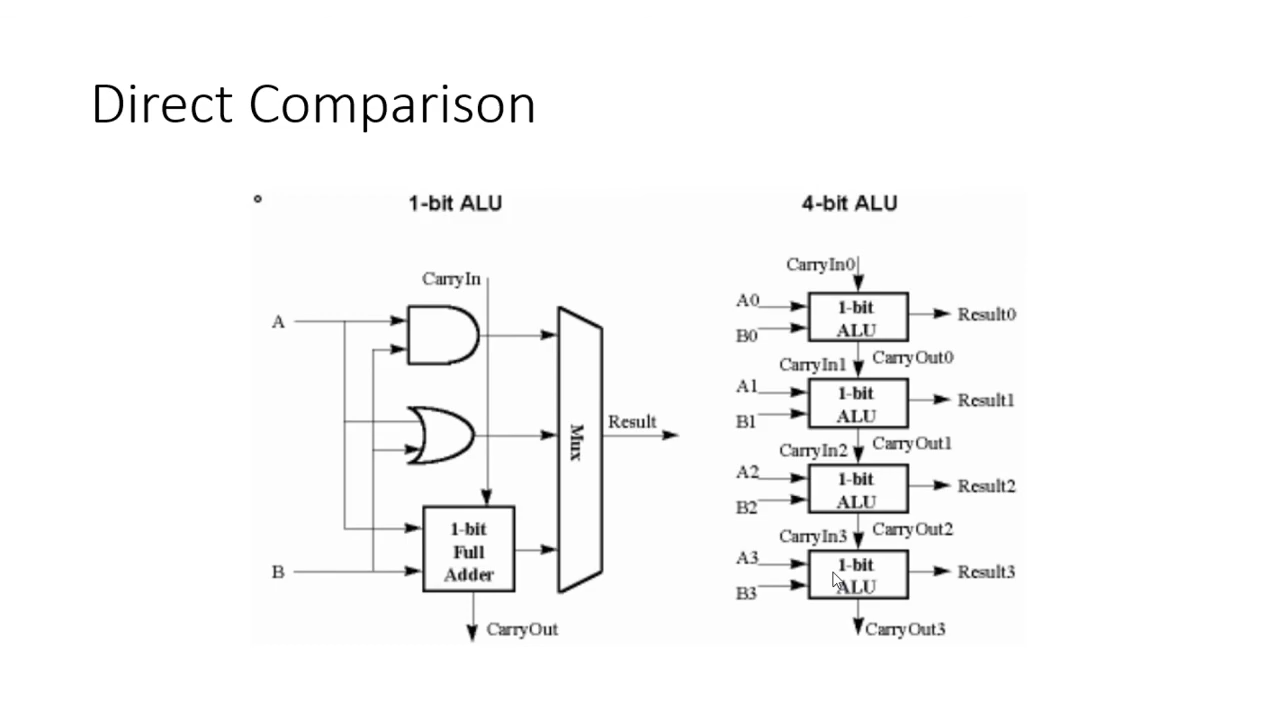 Direct Comparison
1-bit ALU
CarryIn
A
B
1-bit
Full
Adder
CarryOut
Mux
Result
4-bit ALU
CarryIn0
A0
B0
1-bit
ALU
Result0
CarryIn1
CarryOut0
A1
B1
1-bit
ALU
Result1
CarryIn2
CarryOut1
A2
B2
1-bit
ALU
Result2
CarryIn3
CarryOut2
A3
B3
1-bit
ALU
Result3
CarryOut3